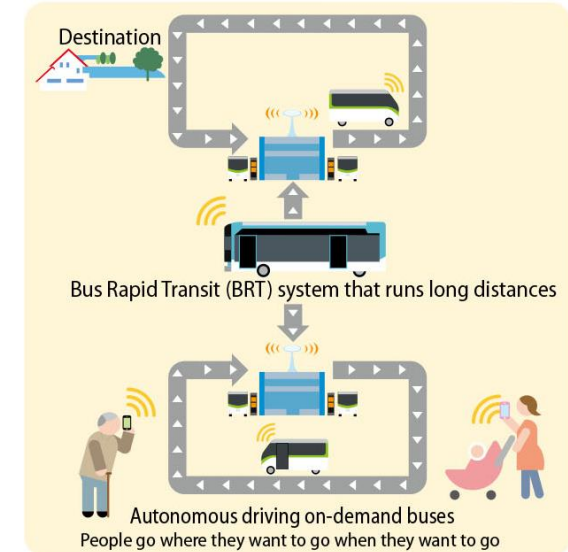 Destination
Bus Rapid Transit (BRT) system that runs long distances
Autonomous driving on-demand buses
People go where they want to go when they want to go